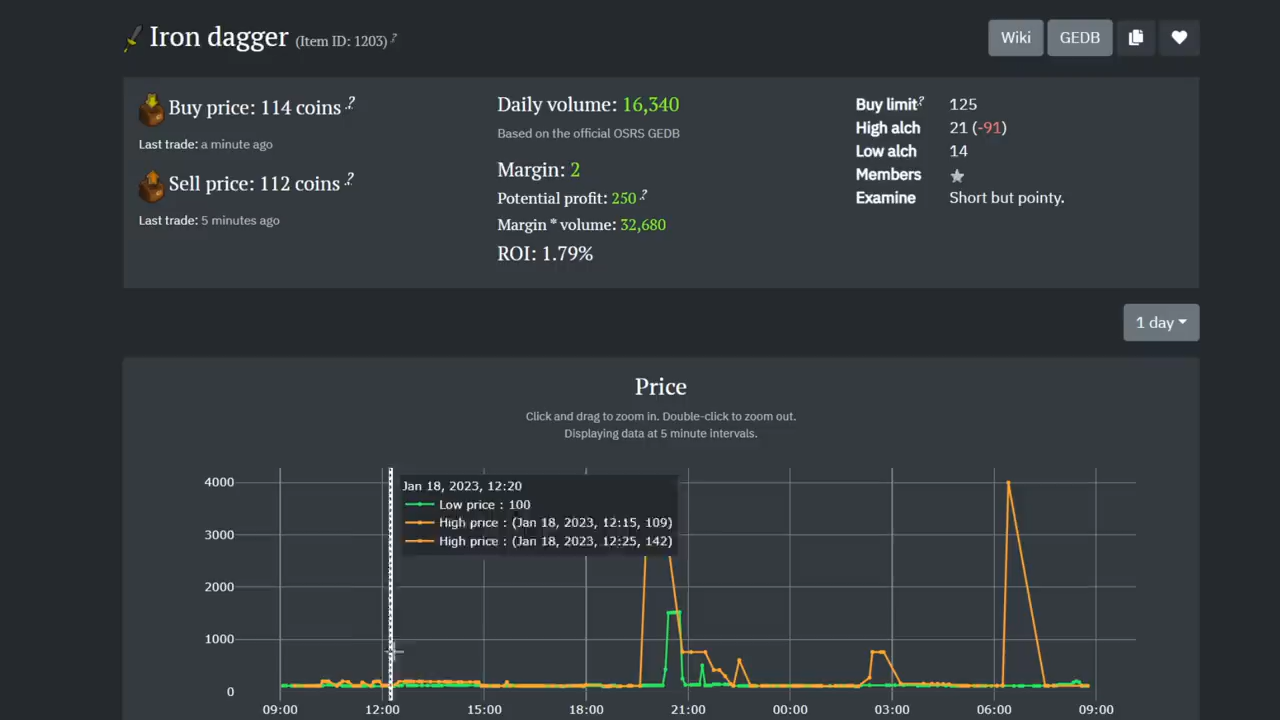 Iron dagger (Item ID: 1203) ?
Wiki GEDB
Buy price: 114 coins ?
Last trade: a minute ago
Sell price: 112 coins ?
Last trade: 5 minutes ago
Daily volume: 16,340
Based on the official OSRS GEDB
Margin: 2
Potential profit: 250 ?
Margin * volume: 32,680
ROI: 1.79%
Buy limit? 125
High alch 21 (-91)
Low alch 14
Members
Examine Short but pointy.
1 day
Price
Click and drag to zoom in. Double-click to zoom out.
Displaying data at 5 minute intervals.
Jan 18, 2023, 12:20
Low price : 100
High price : (Jan 18, 2023, 12:15, 109)
High price : (Jan 18, 2023, 12:25, 142)
4000
3000
2000
1000
0
09:00 12:00 15:00 18:00 21:00 00:00 03:00 06:00 09:00